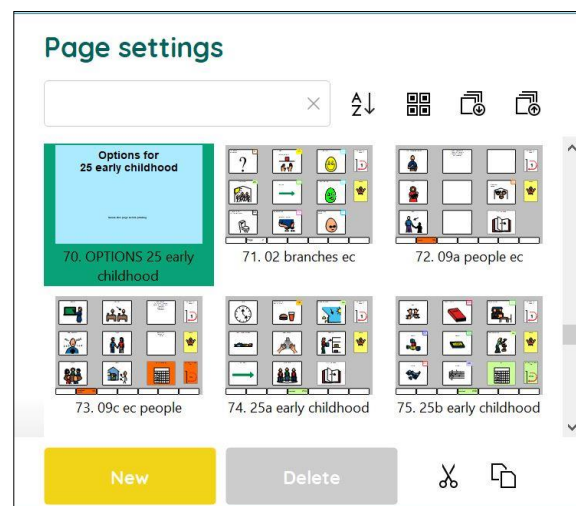 Page settings
A
Z
Options for
25 early childhood
70. OPTIONS 25 early
childhood
71. 02 branches ec
72. 09a people ec
73. 09c ec people
74. 25a early childhood
75. 25b early childhood
New
Delete